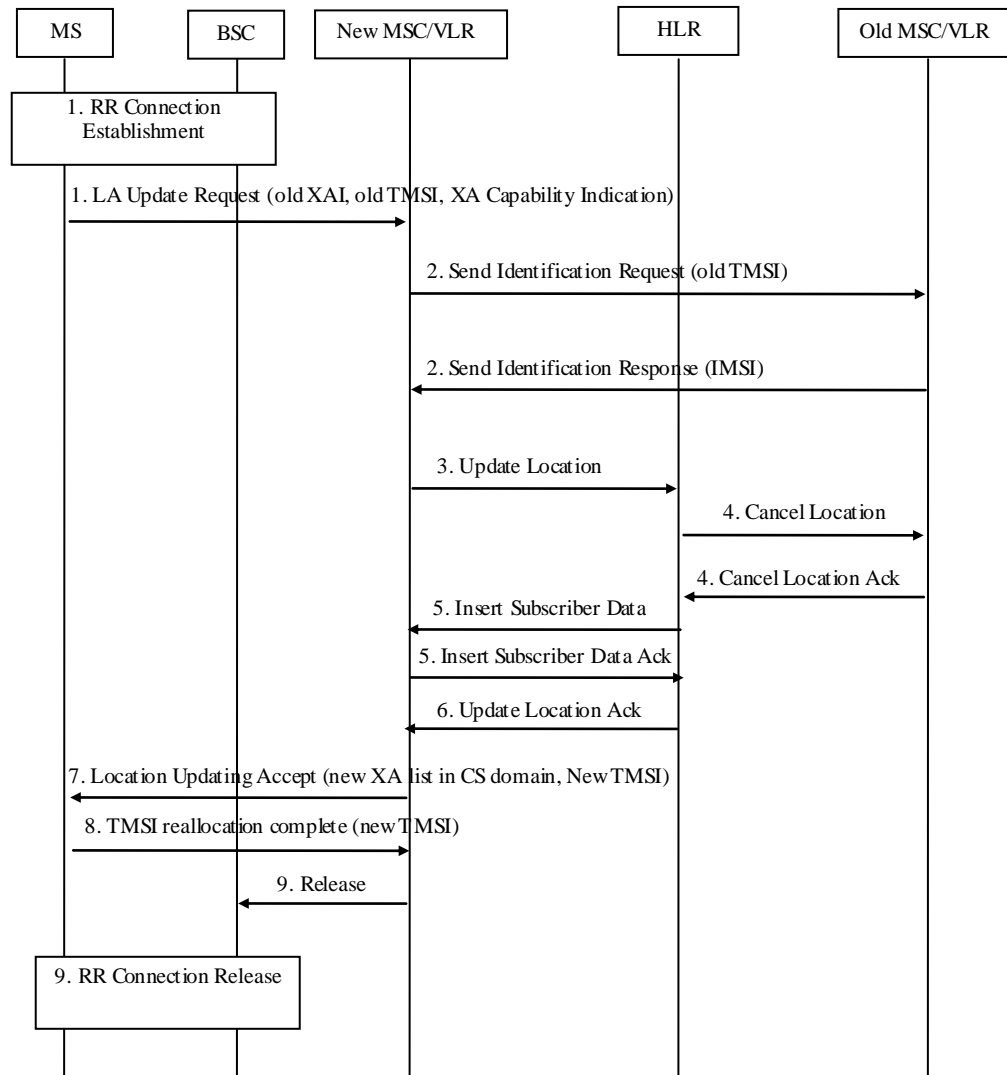 MS
BSC
New MSC/VLR
HLR
Old MSC/VLR
1. RR Connection
Establishment
1. LA Update Request (old XAI, old TMSI, XA Capability Indication)
2. Send Identification Request (old TMSI)
2. Send Identification Response (IMSI)
3. Update Location
4. Cancel Location
4. Cancel Location Ack
5. Insert Subscriber Data
5. Insert Subscriber Data Ack
6. Update Location Ack
7. Location Updating Accept (new XA list in CS domain, New TMSI)
8. TMSI reallocation complete (new TMSI)
9. Release
9. RR Connection Release